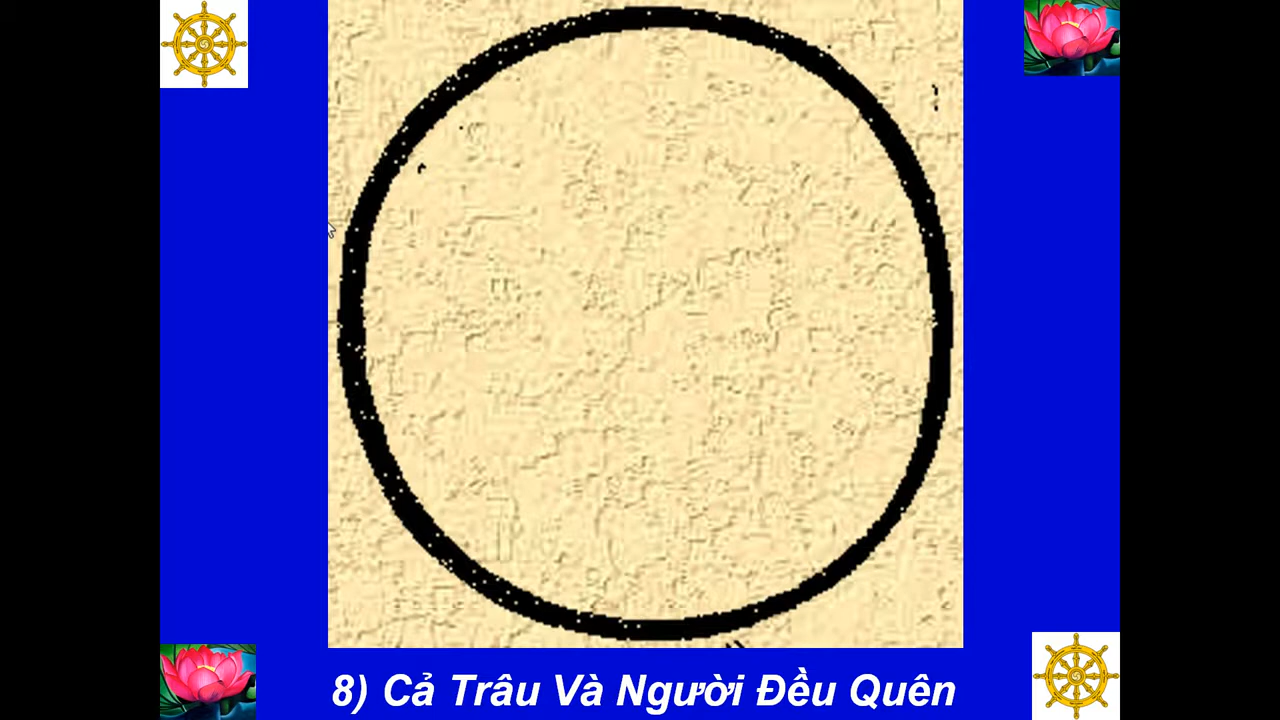 8) Cả Trâu Và Người Đều Quên